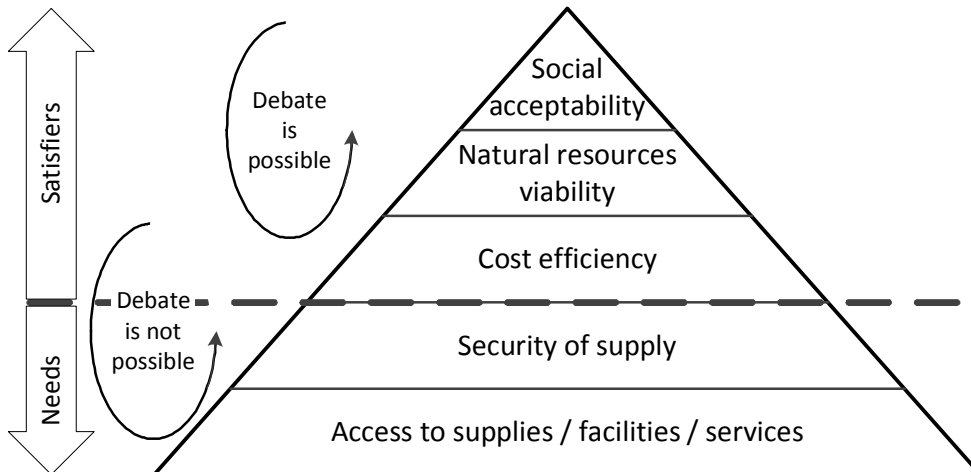 Satisfiers
Needs
Debate
is
possible
Debate
is not
possible
Social
acceptability
Natural resources
viability
Cost efficiency
Security of supply
Access to supplies / facilities / services